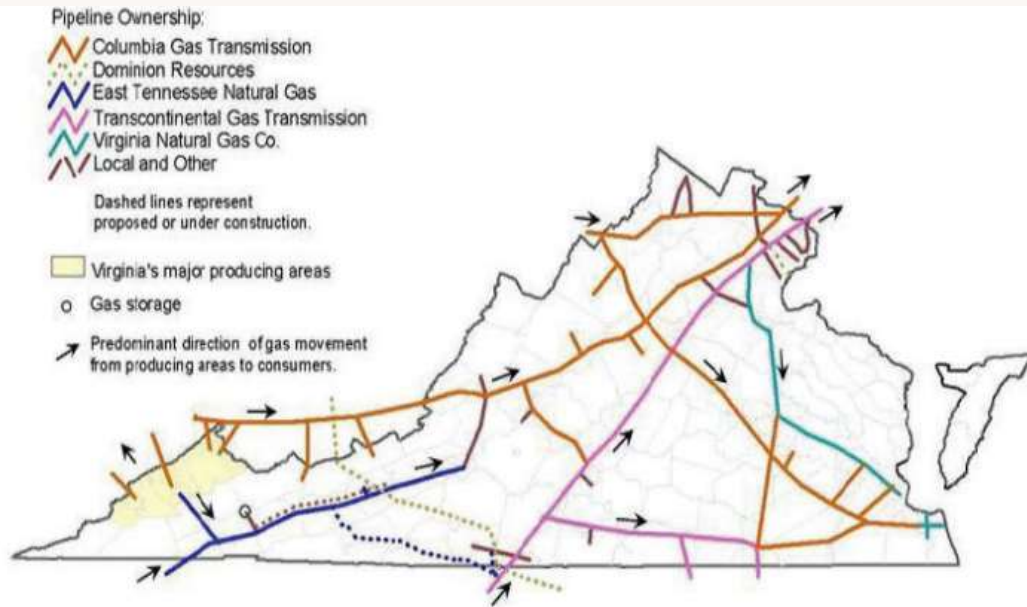 Pipeline Ownership:
Columbia Gas Transmission
Dominion Resources
East Tennessee Natural Gas
Transcontinental Gas Transmission
Virginia Natural Gas Co.
Local and Other
Dashed lines represent
proposed or under construction.
Virginia's major producing areas
Gas storage
Predominant direction of gas movement
from producing areas to consumers.